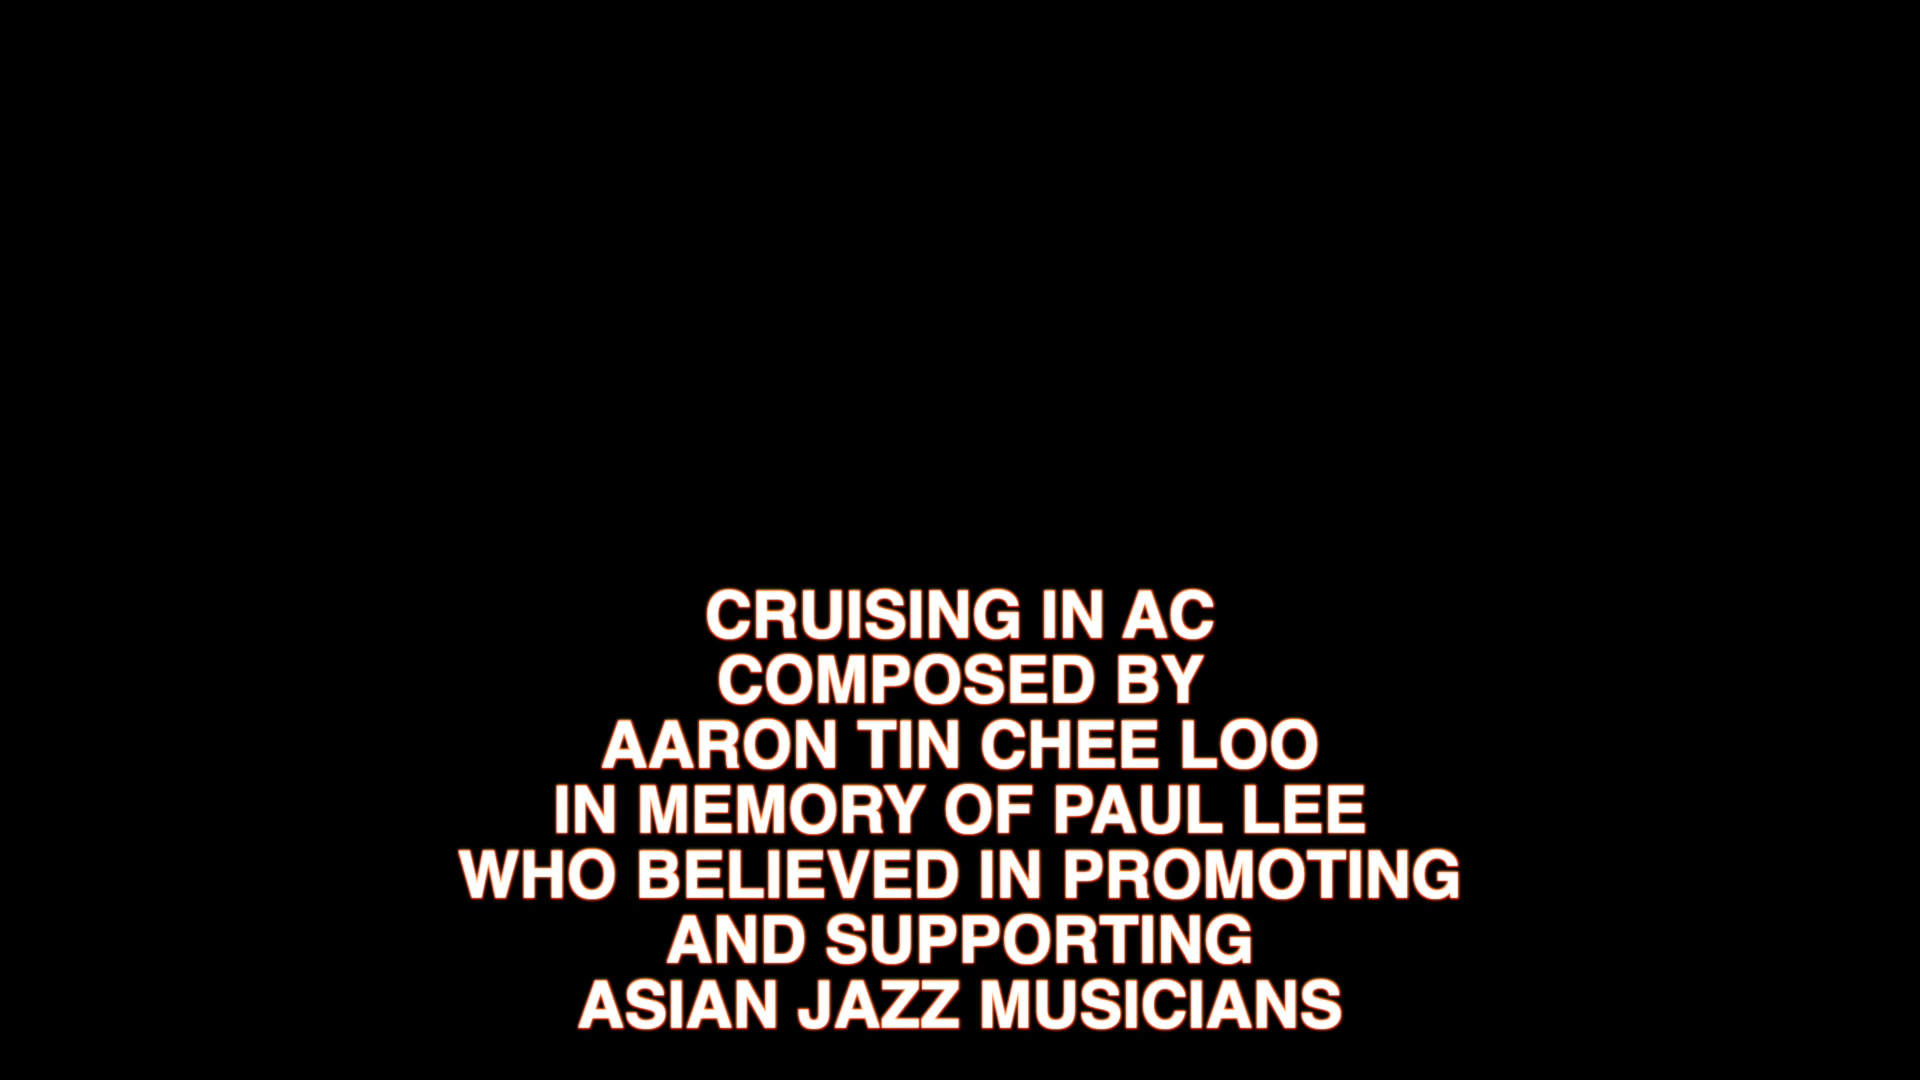 CRUISING IN AC
COMPOSED BY
AARON TIN CHEE LOO
IN MEMORY OF PAUL LEE
WHO BELIEVED IN PROMOTING
AND SUPPORTING
ASIAN JAZZ MUSICIANS